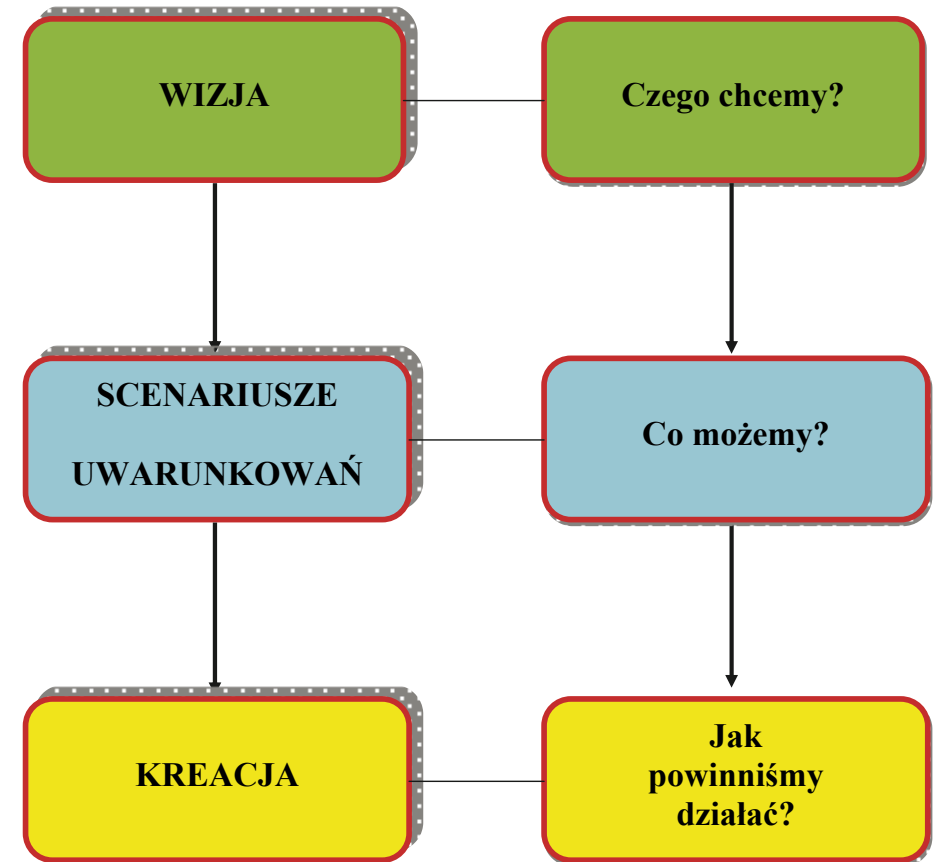 WIZJA
Czego chcemy?
SCENARIUSZE
UWARUNKOWAŃ
Co możemy?
KREACJA
Jak
powinniśmy
działać?